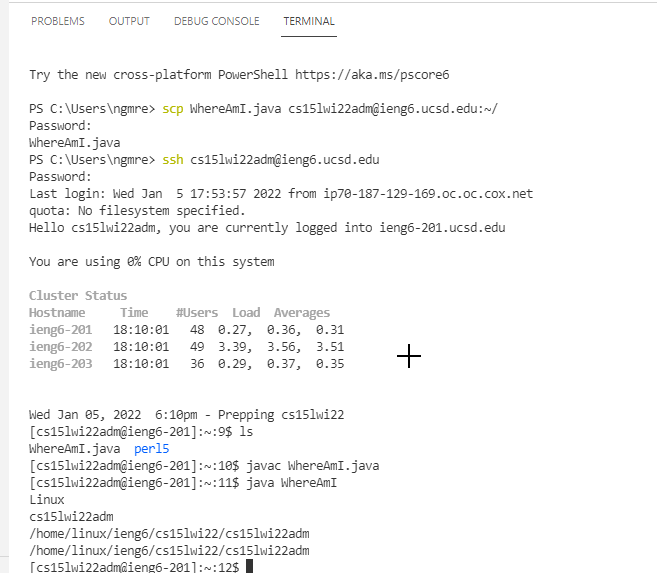 PROBLEMS OUTPUT DEBUG CONSOLE TERMINAL
Try the new cross-platform PowerShell https://aka.ms/pscore6
PS C:\Users\ngmre> scp WhereAmI.java cs15lwi22adm@ieng6.ucsd.edu:~/
Password:
WhereAmI.java
PS C:\Users\ngmre> ssh cs15lwi22adm@ieng6.ucsd.edu
Password:
Last login: Wed Jan  5 17:53:57 2022 from ip70-187-129-169.oc.oc.cox.net
quota: No filesystem specified.
Hello cs15lwi22adm, you are currently logged into ieng6-201.ucsd.edu
You are using 0% CPU on this system
Cluster Status
Hostname     Time    #Users  Load  Averages
ieng6-201   18:10:01   48  0.27,  0.36,  0.31
ieng6-202   18:10:01   49  3.39,  3.56,  3.51
ieng6-203   18:10:01   36  0.29,  0.37,  0.35
Wed Jan 05, 2022  6:10pm - Prepping cs15lwi22
[cs15lwi22adm@ieng6-201]:~:9$ ls
WhereAmI.java  perl5
[cs15lwi22adm@ieng6-201]:~:10$ javac WhereAmI.java
[cs15lwi22adm@ieng6-201]:~:11$ java WhereAmI
Linux
cs15lwi22adm
/home/linux/ieng6/cs15lwi22/cs15lwi22adm
/home/linux/ieng6/cs15lwi22/cs15lwi22adm
[cs15lwi22adm@ieng6-201]:~:12$